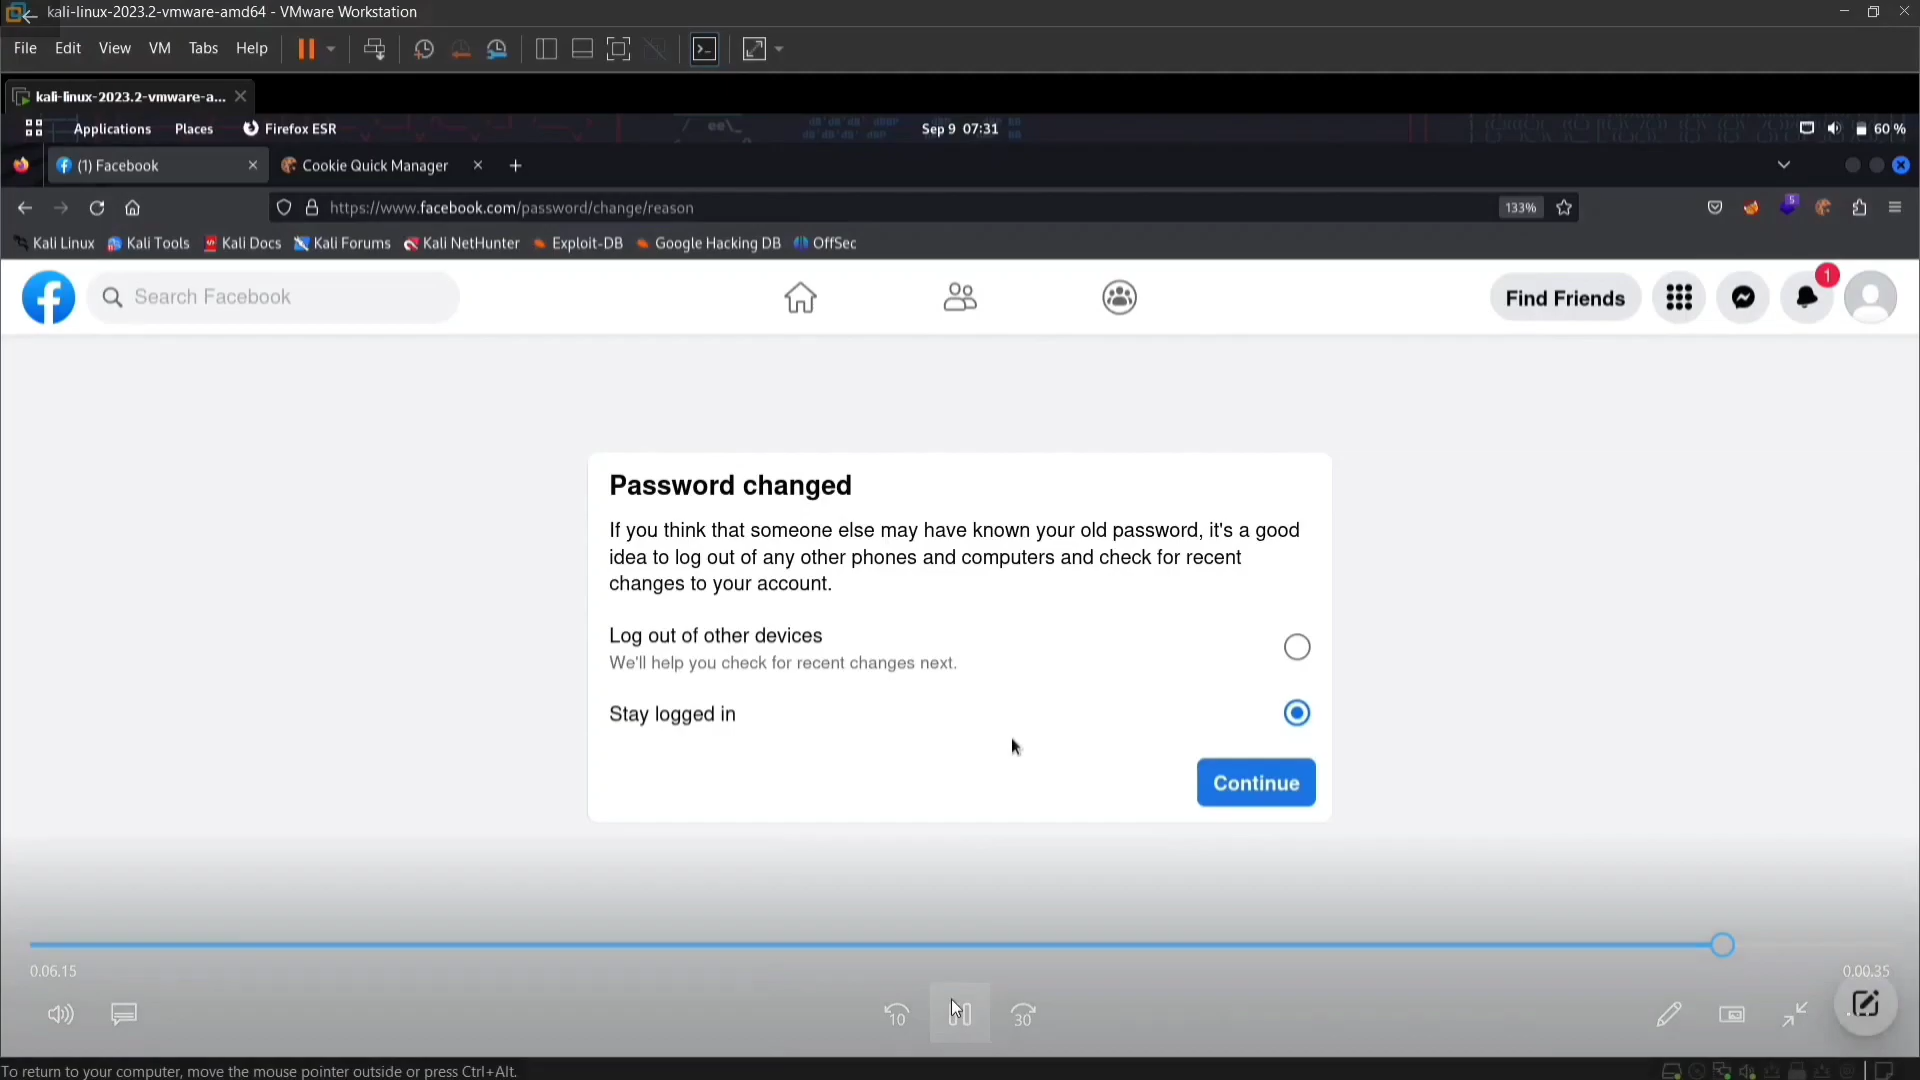 kali-linux-2023.2-vmware-amd64 - VMware Workstation
File Edit View VM Tabs Help
kali-linux-2023.2-vmware-a...
Applications Places Firefox ESR Sep 9 07:31 60 %
(1) Facebook Cookie Quick Manager
https://www.facebook.com/password/change/reason 133% 5
Kali Linux Kali Tools Kali Docs Kali Forums Kali NetHunter Exploit-DB Google Hacking DB OffSec
Search Facebook Find Friends 1
Password changed
If you think that someone else may have known your old password, it's a good
idea to log out of any other phones and computers and check for recent
changes to your account.
Log out of other devices
We'll help you check for recent changes next.
Stay logged in
Continue
0.06.15 0.00.35
10 30
To return to your computer, move the mouse pointer outside or press Ctrl+Alt.